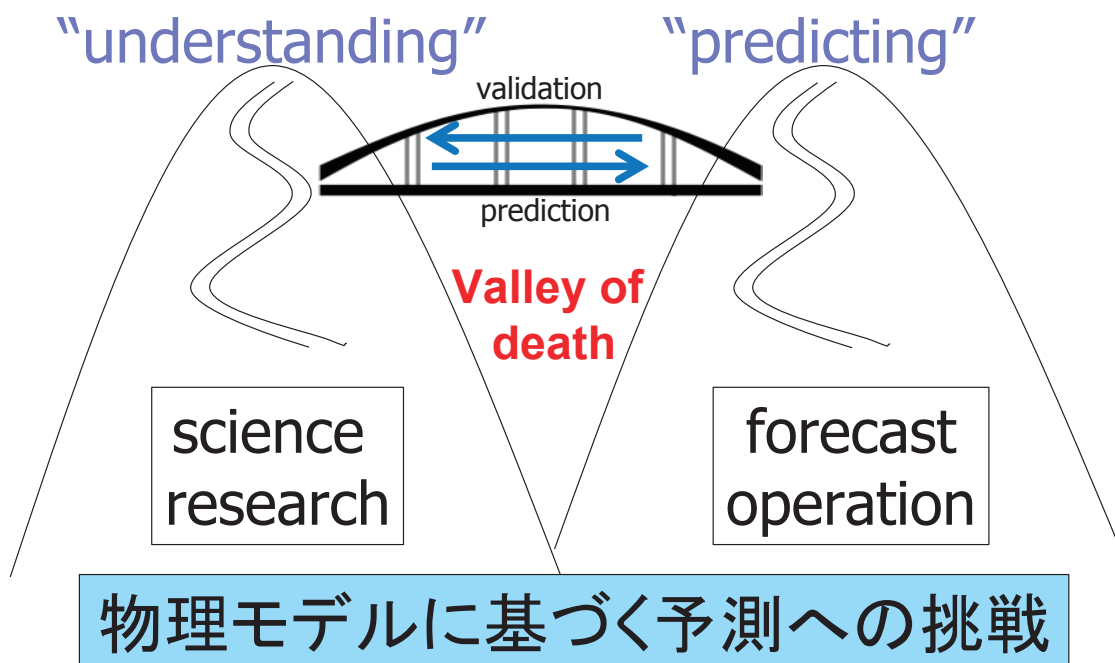 “understanding”
“predicting”
validation
prediction
Valley of
death
science
research
forecast
operation
物理モデルに基づく予測への挑戦